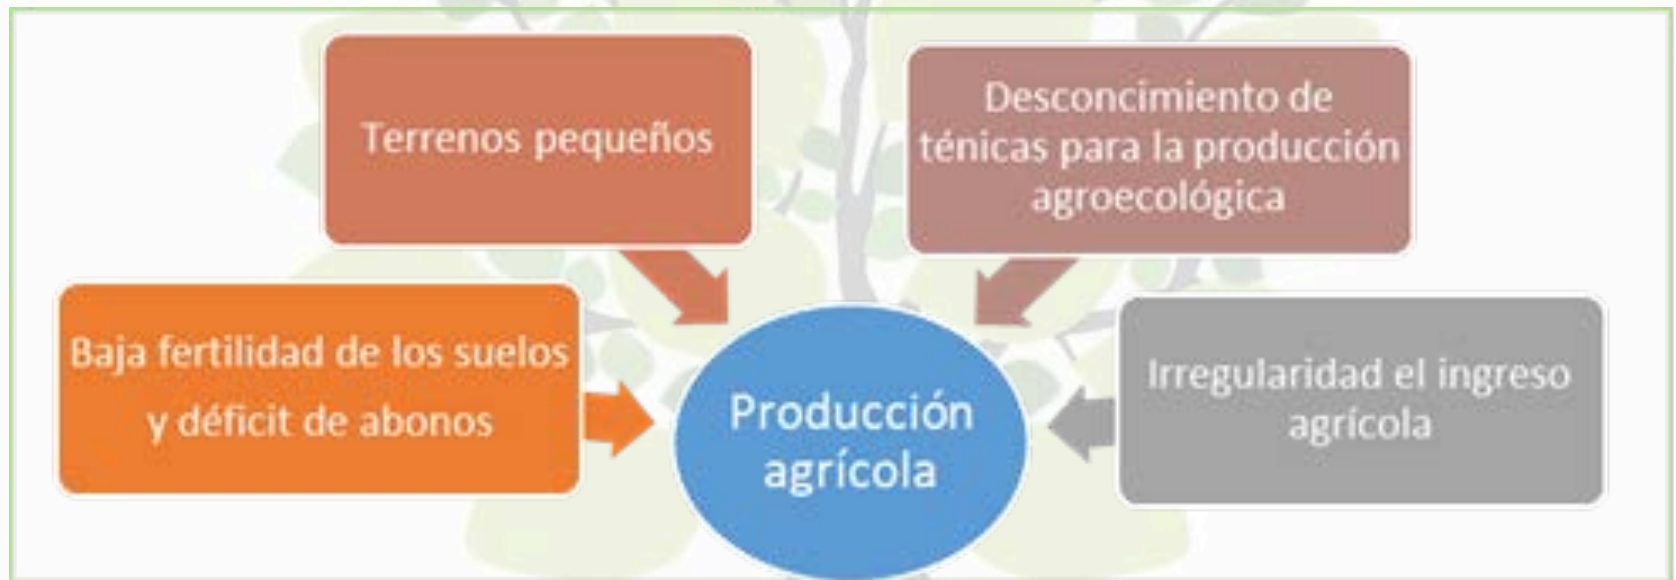 Terrenos pequeños
Desconcimiento de
ténicas para la producción
agroecológica
Baja fertilidad de los suelos
y déficit de abonos
Irregularidad el ingreso
agrícola
Producción
agrícola